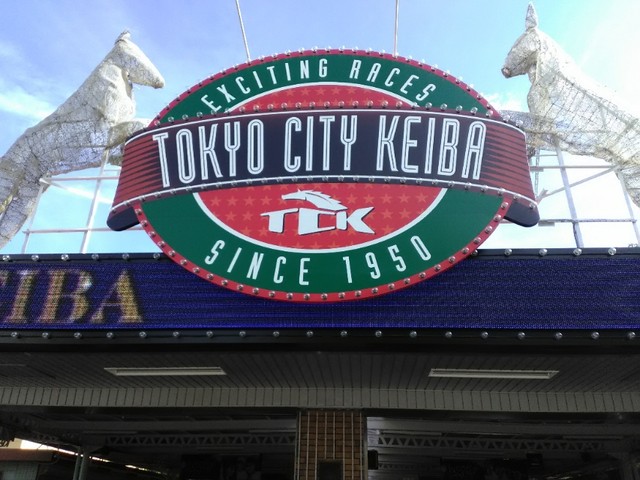 EXCITING RACES
TOKYO CITY KEIBA
TCK
SINCE 1950
EIBA